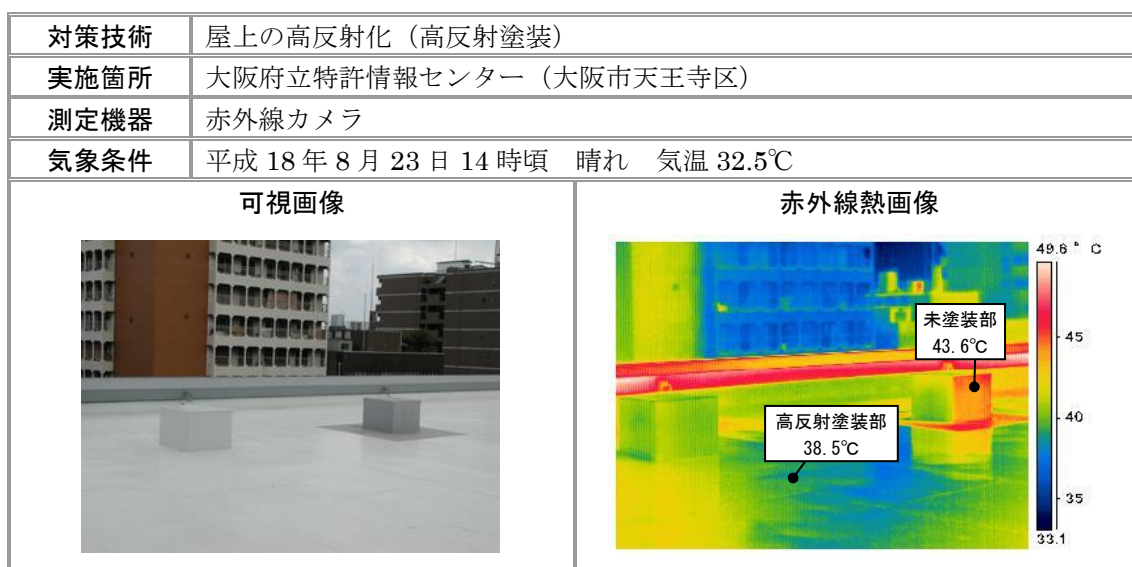 対策技術 屋上の高反射化（高反射塗装）
実施箇所 大阪府立特許情報センター（大阪市天王寺区）
測定機器 赤外線カメラ
気象条件 平成 18 年 8 月 23 日 14 時頃 晴れ 気温 32.5℃
可視画像
赤外線熱画像
49.6 ° C
45
40
35
33.1
未塗装部
43.6℃
高反射塗装部
38.5℃